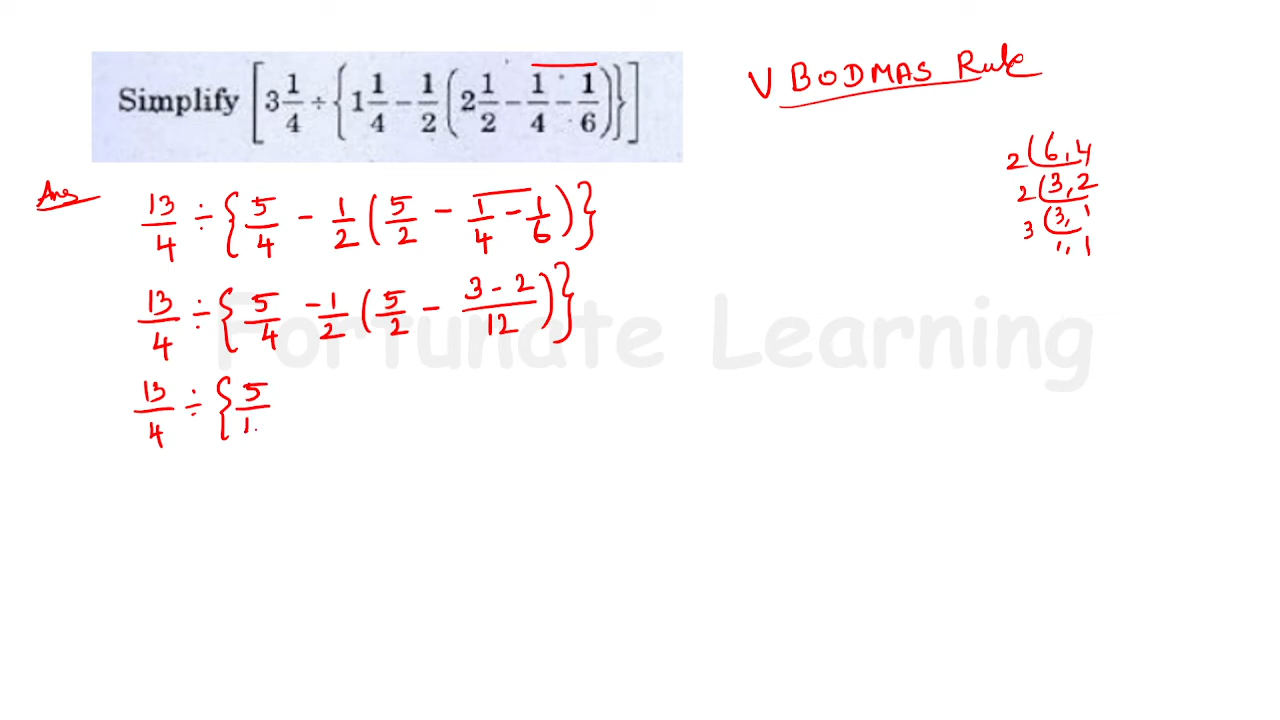 V BODMAS Rule
Simplify [3 1/4 ÷ {1 1/4 − 1/2 (2 1/2 − 1/4 − 1/6)}]
2 ( 6, 4
2 ( 3, 2
3 ( 3, 1
1, 1
Ans
13/4 ÷ {5/4 − 1/2 (5/2 − 1/4 − 1/6)}
13/4 ÷ {5/4 − 1/2 (5/2 − 3 − 2/12)}
Fortunate Learning
13/4 ÷ {5/